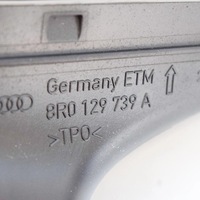 Germany ETM ↑
8R0 129 739 A
>TPO<